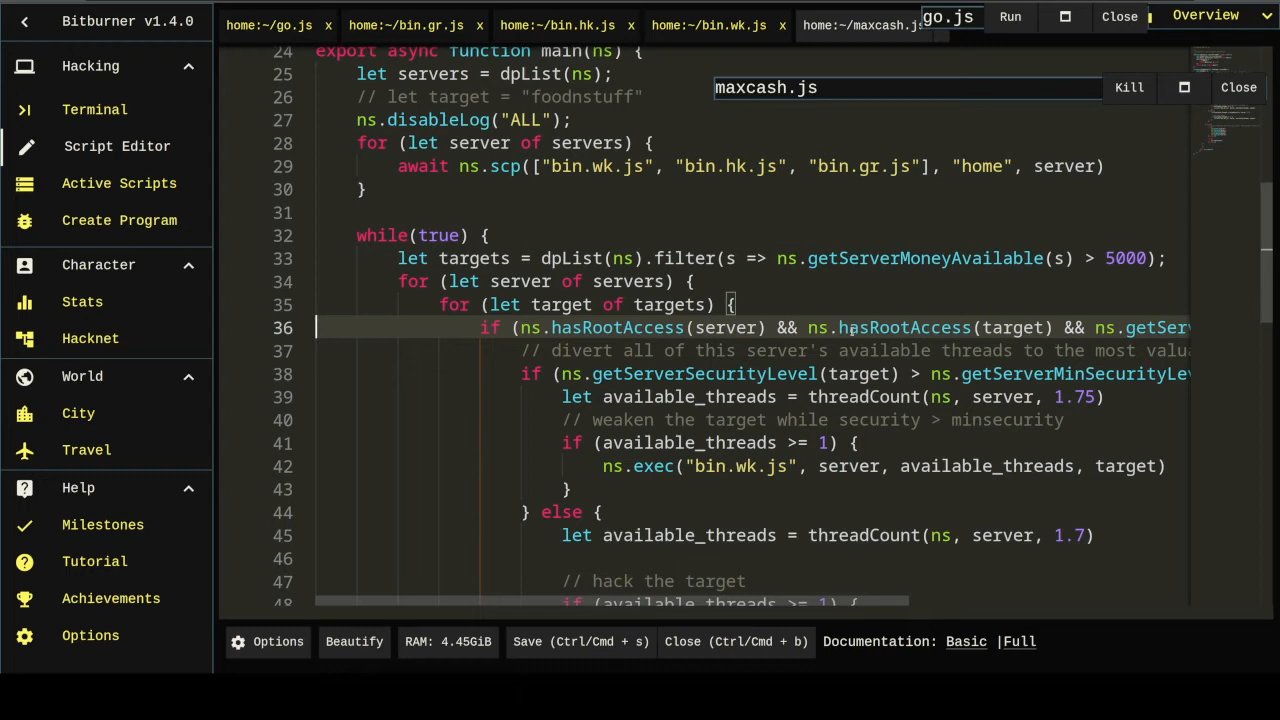 Bitburner v1.4.0
Hacking
Terminal
Script Editor
Active Scripts
Create Program
Character
Stats
Hacknet
World
City
Travel
Help
Milestones
Tutorial
Achievements
Options
home:~/go.js x home:~/bin.gr.js x home:~/bin.hk.js x home:~/bin.wk.js x home:~/maxcash.js
go.js Run Close
Overview
maxcash.js Kill Close
24 export async function main(ns) {
25 let servers = dpList(ns);
26 // let target = "foodnstuff"
27 ns.disableLog("ALL");
28 for (let server of servers) {
29 await ns.scp(["bin.wk.js", "bin.hk.js", "bin.gr.js"], "home", server)
30 }
31
32 while(true) {
33 let targets = dpList(ns).filter(s => ns.getServerMoneyAvailable(s) > 5000);
34 for (let server of servers) {
35 for (let target of targets) {
36 if (ns.hasRootAccess(server) && ns.hasRootAccess(target) && ns.getSer
37 // divert all of this server's available threads to the most valua
38 if (ns.getServerSecurityLevel(target) > ns.getServerMinSecurityLe
39 let available_threads = threadCount(ns, server, 1.75)
40 // weaken the target while security > minsecurity
41 if (available_threads >= 1) {
42 ns.exec("bin.wk.js", server, available_threads, target)
43 }
44 } else {
45 let available_threads = threadCount(ns, server, 1.7)
46
47 // hack the target
48 if (available_threads >= 1) {
Options Beautify RAM: 4.45GiB Save (Ctrl/Cmd + s) Close (Ctrl/Cmd + b) Documentation: Basic |Full